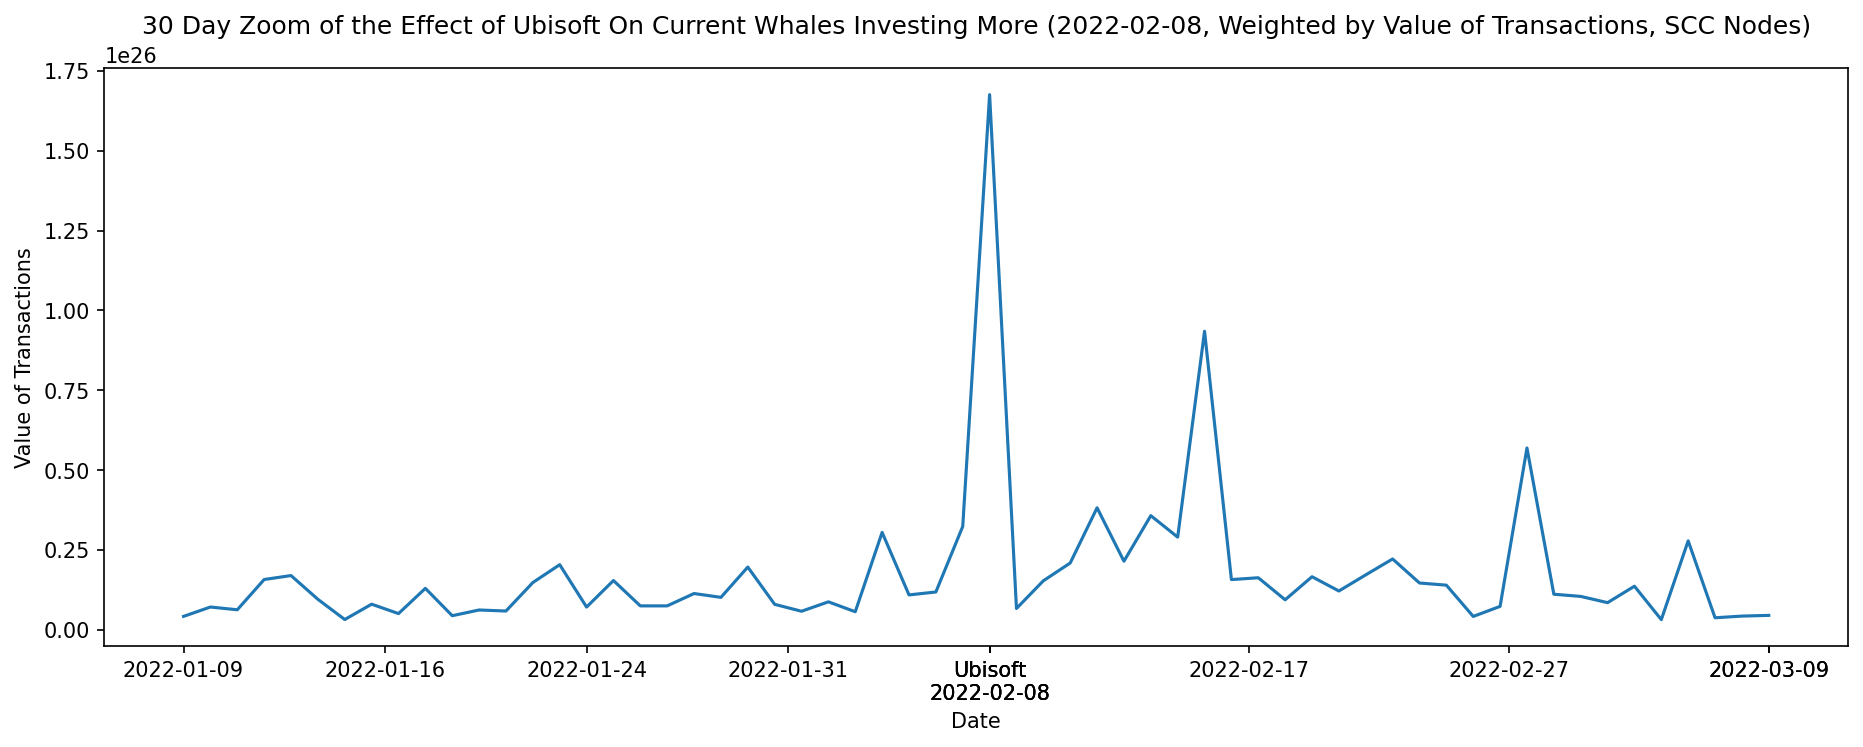 30 Day Zoom of the Effect of Ubisoft On Current Whales Investing More (2022-02-08, Weighted by Value of Transactions, SCC Nodes)
1e26
1.75
1.50
1.25
1.00
0.75
0.50
0.25
0.00
Value of Transactions
2022-01-09 2022-01-16 2022-01-24 2022-01-31 Ubisoft 2022-02-17 2022-02-27 2022-03-09
2022-02-08
Date